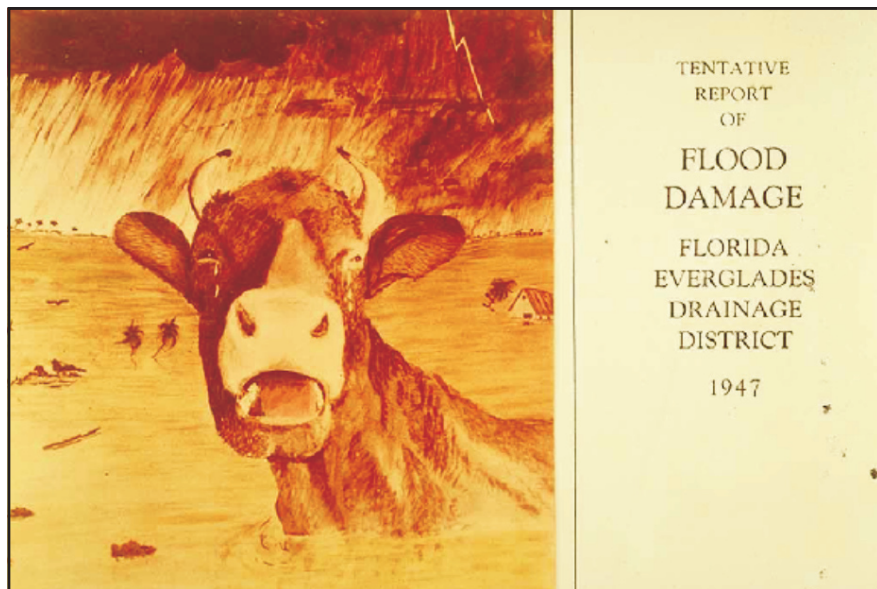 TENTATIVE
REPORT
OF
FLOOD
DAMAGE
FLORIDA
EVERGLADES
DRAINAGE
DISTRICT
1947